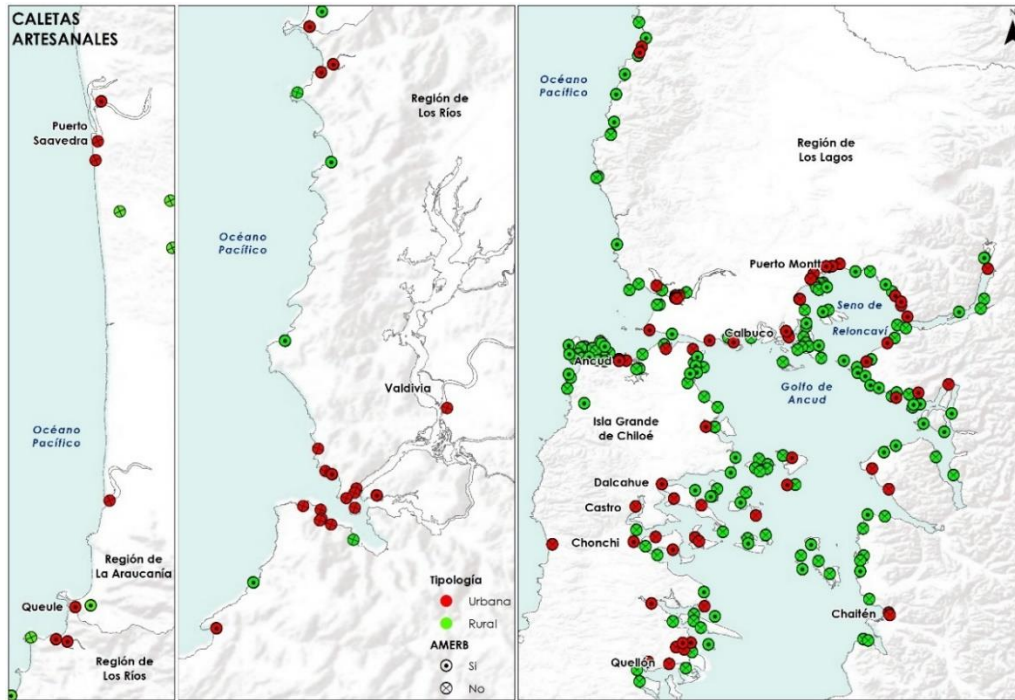 CALETAS
ARTESANALES
Puerto
Saavedra
Océano
Pacífico
Región de
La Araucanía
Queule
Región de
Los Ríos
Región de
Los Ríos
Océano
Pacífico
Valdivia
Tipología
Urbana
Rural
AMERB
Si
No
Océano
Pacífico
Región de
Los Lagos
Puerto Montt
Seno de
Reloncaví
Calbuco
Ancud
Golfo de
Ancud
Isla Grande
de Chiloé
Dalcahue
Castro
Chonchi
Chaitén
Quellón
N